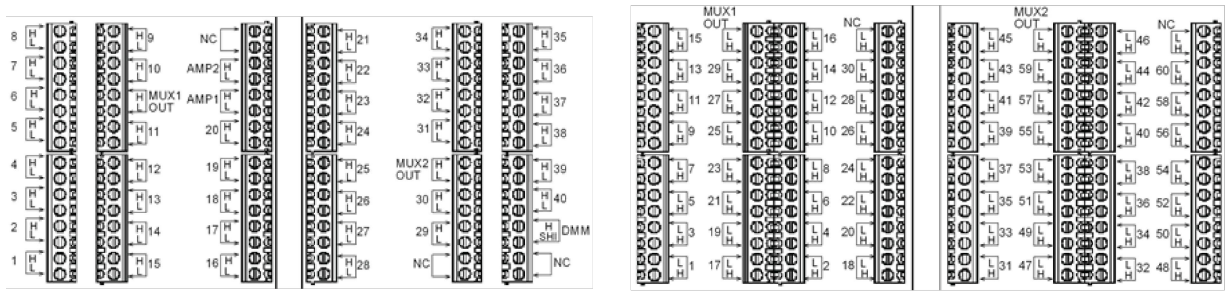 8 H H 9 NC H 21 34 H H 35
L L L L L
7 H H 10 AMP2 H H 22 33 H H 36
L L L L L L
6 H H MUX1 AMP1 H H 23 32 H H 37
L L OUT L L L L
5 H H 11 20 H H 24 31 H H 38
L L L L L L
4 H H 12 19 H H 25 MUX2 H H 39
L L L L OUT L L
3 H H 13 18 H H 26 30 H H 40
L L L L L L
2 H H 14 17 H H 27 29 H H DMM
L L L L L SHI
1 H H 15 16 H H 28 NC NC
L L L L
MUX1 NC MUX2 NC
OUT OUT
L 15 L L 16 L 45 L L 46
H H H H H H
L 13 29 L L 14 30 L L 43 59 L L 44 60 L
H H H H H H H H
L 11 27 L L 12 28 L L 41 57 L L 42 58 L
H H H H H H H H
L 9 25 L L 10 26 L L 39 55 L L 40 56 L
H H H H H H H H
L 7 23 L L 8 24 L L 37 53 L L 38 54 L
H H H H H H H H
L 5 21 L L 6 22 L L 35 51 L L 36 52 L
H H H H H H H H
L 3 19 L L 4 20 L L 33 49 L L 34 50 L
H H H H H H H H
L 1 17 L L 2 18 L L 31 47 L L 32 48 L
H H H H H H H H